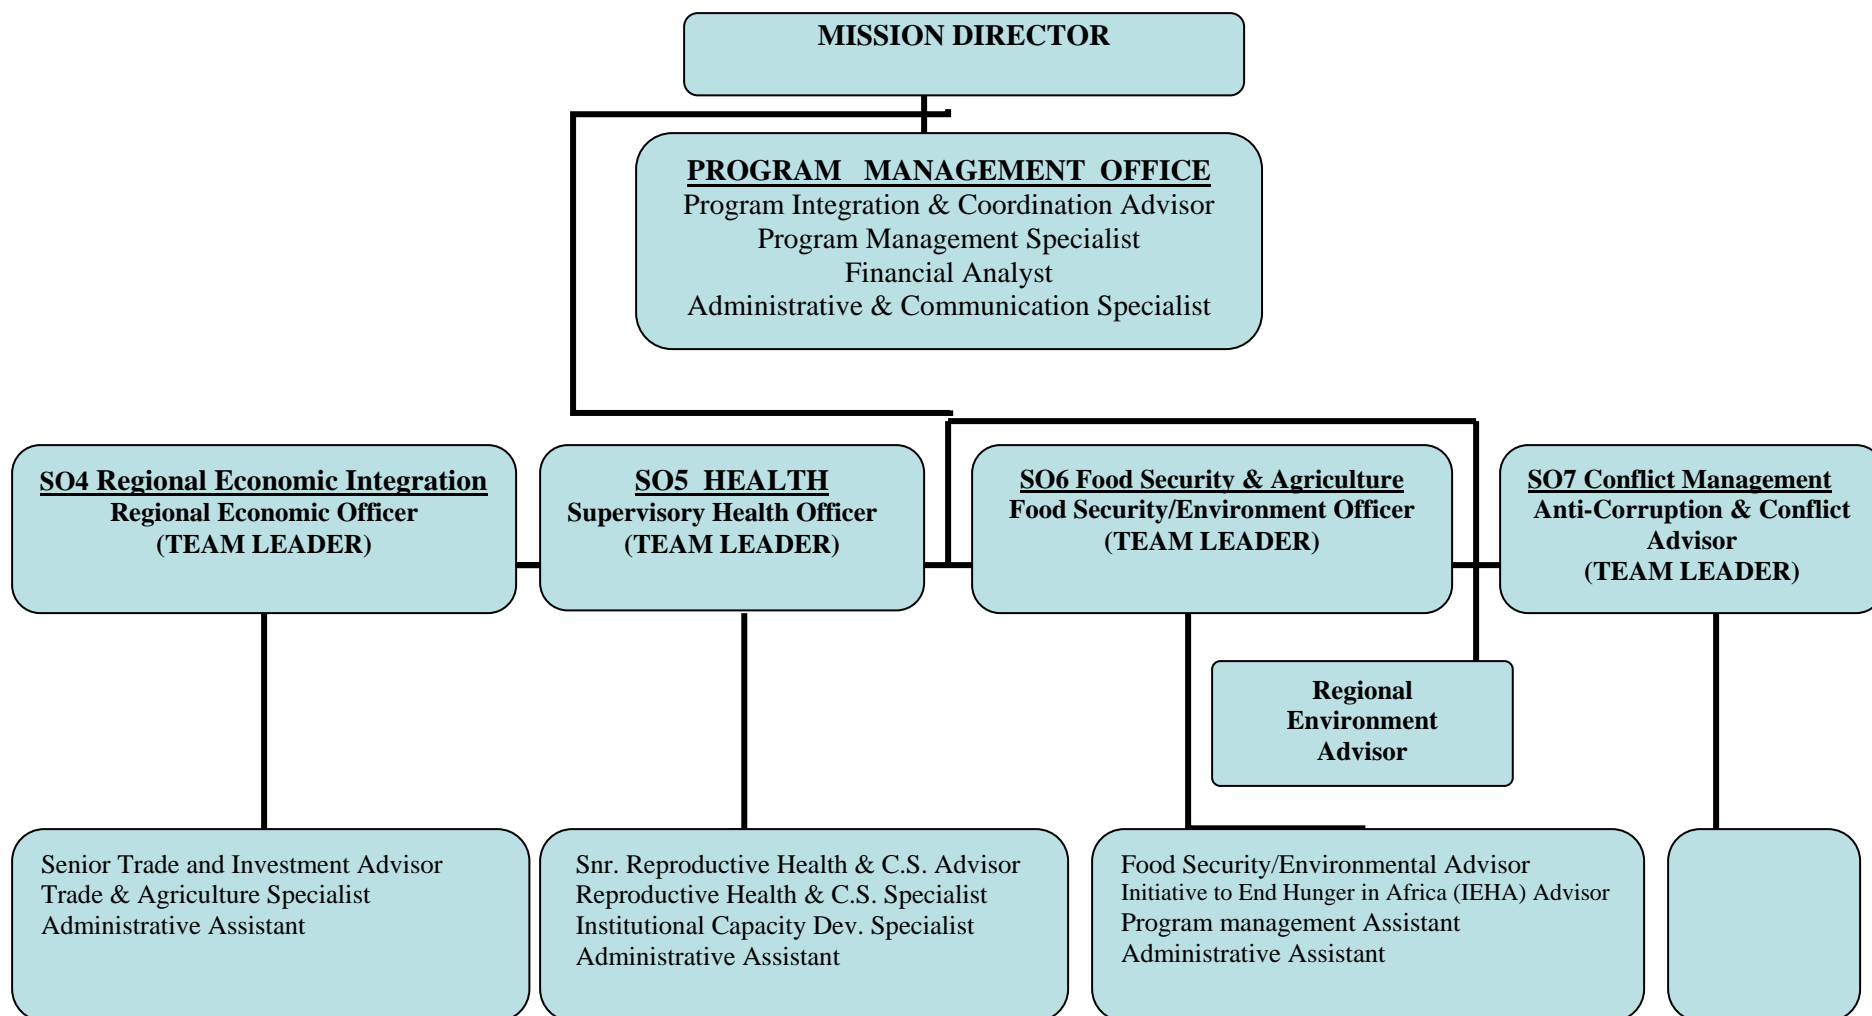 MISSION DIRECTOR
PROGRAM MANAGEMENT OFFICE
Program Integration & Coordination Advisor
Program Management Specialist
Financial Analyst
Administrative & Communication Specialist
SO4 Regional Economic Integration
Regional Economic Officer
(TEAM LEADER)
SO5 HEALTH
Supervisory Health Officer
(TEAM LEADER)
SO6 Food Security & Agriculture
Food Security/Environment Officer
(TEAM LEADER)
SO7 Conflict Management
Anti-Corruption & Conflict
Advisor
(TEAM LEADER)
Regional
Environment
Advisor
Senior Trade and Investment Advisor
Trade & Agriculture Specialist
Administrative Assistant
Snr. Reproductive Health & C.S. Advisor
Reproductive Health & C.S. Specialist
Institutional Capacity Dev. Specialist
Administrative Assistant
Food Security/Environmental Advisor
Initiative to End Hunger in Africa (IEHA) Advisor
Program management Assistant
Administrative Assistant